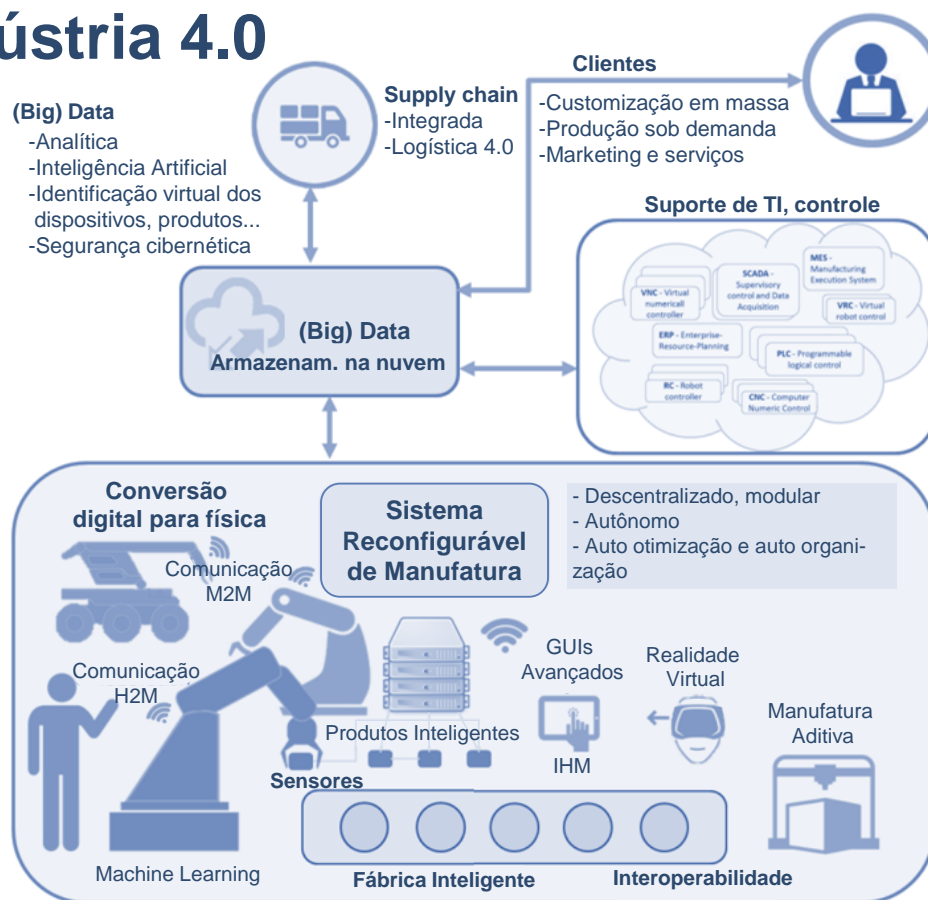 ústria 4.0
(Big) Data
-Analítica
-Inteligência Artificial
-Identificação virtual dos
dispositivos, produtos...
-Segurança cibernética
Supply chain
-Integrada
-Logística 4.0
Clientes
-Customização em massa
-Produção sob demanda
-Marketing e serviços
Suporte de TI, controle
VNC - Virtual
numericall
controller
SCADA -
Supervisory
control and Data
Acquisition
MES -
Manufacturing
Execution System
VRC - Virtual
robot control
ERP - Enterprise-
Resource-Planning
PLC - Programmable
logical control
RC - Robot
controller
CNC - Computer
Numeric Control
(Big) Data
Armazenam. na nuvem
Conversão
digital para física
Sistema
Reconfigurável
de Manufatura
- Descentralizado, modular
- Autônomo
- Auto otimização e auto organi-
zação
Comunicação
M2M
Comunicação
H2M
GUIs
Avançados
Realidade
Virtual
Manufatura
Aditiva
Produtos Inteligentes
IHM
Sensores
Machine Learning
Fábrica Inteligente
Interoperabilidade